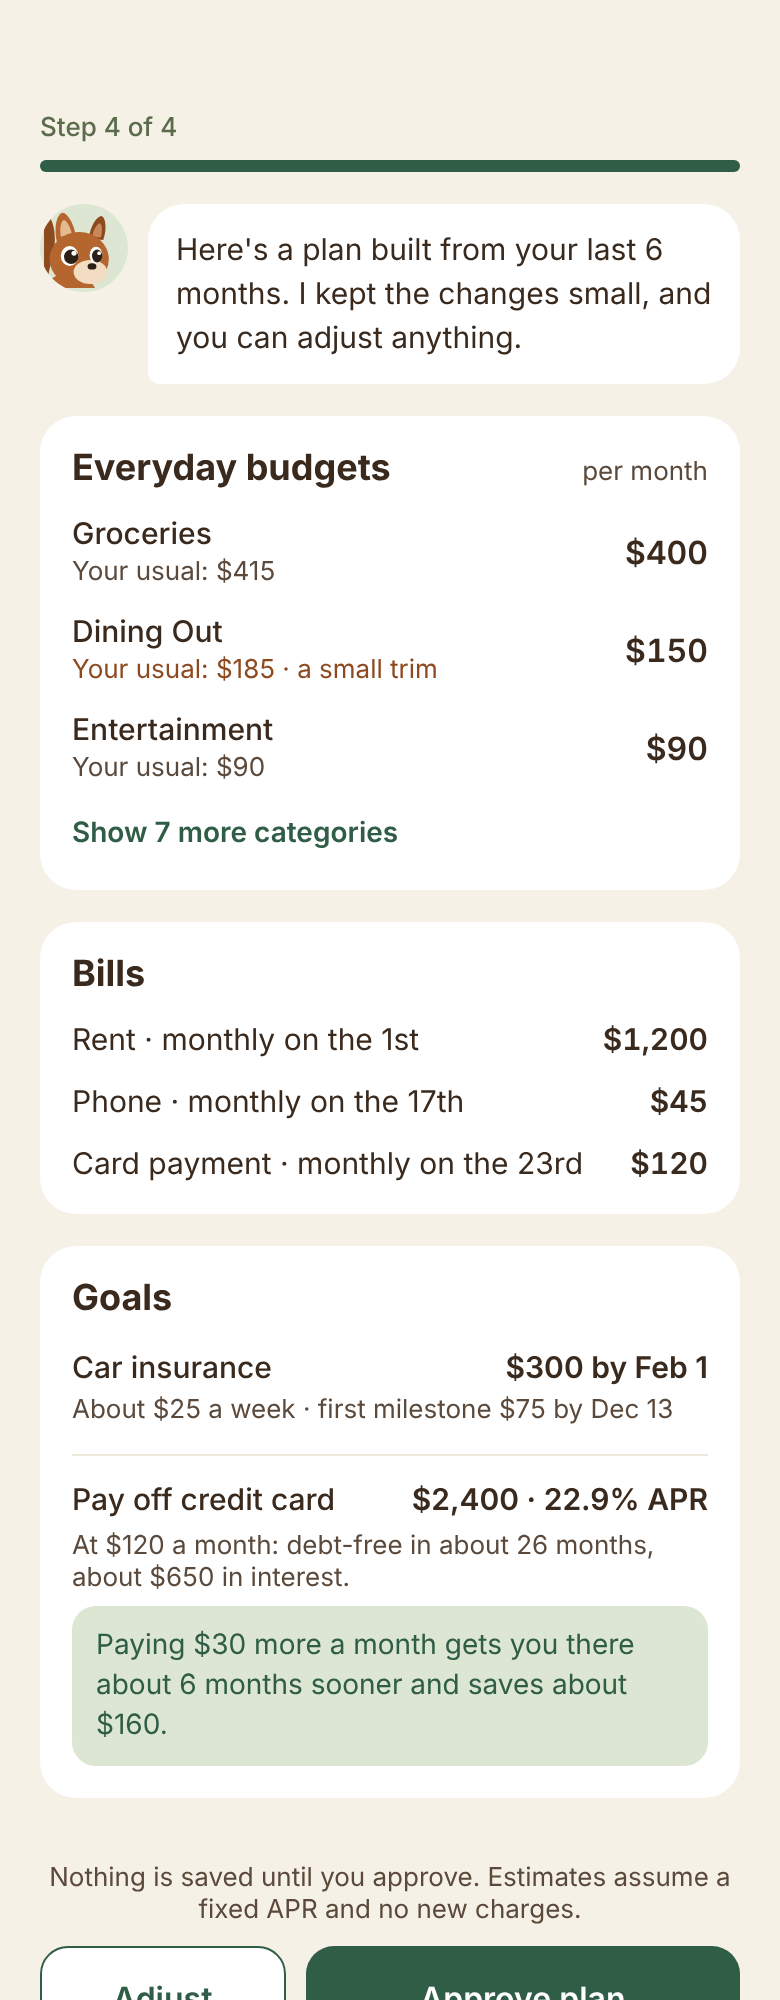 Step 4 of 4
Here's a plan built from your last 6
months. I kept the changes small, and
you can adjust anything.
Everyday budgets per month
Groceries $400
Your usual: $415
Dining Out $150
Your usual: $185 · a small trim
Entertainment $90
Your usual: $90
Show 7 more categories
Bills
Rent · monthly on the 1st $1,200
Phone · monthly on the 17th $45
Card payment · monthly on the 23rd $120
Goals
Car insurance $300 by Feb 1
About $25 a week · first milestone $75 by Dec 13
Pay off credit card $2,400 · 22.9% APR
At $120 a month: debt-free in about 26 months,
about $650 in interest.
Paying $30 more a month gets you there
about 6 months sooner and saves about
$160.
Nothing is saved until you approve. Estimates assume a
fixed APR and no new charges.
Adjust Approve plan